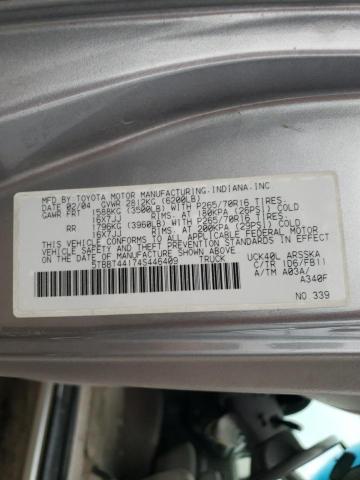 MFD BY TOYOTA MOTOR MANUFACTURING.INDIANA.INC
DATE 02/04 GVWR 2812KG (6200LB)
GAWR FRT 1588KG (3500LB) WITH P265/70R16 TIRES.
16X7JJ RIMS. AT 180KPA (26PSI) COLD
RR 1796KG (3960LB) WITH P265/70R16 TIRES.
16X7JJ RIMS. AT 200KPA (29PSI) COLD
THIS VEHICLE CONFORMS TO ALL APPLICABLE FEDERAL MOTOR
VEHICLE SAFETY AND THEFT PREVENTION STANDARDS IN
EFFECT ON THE DATE OF MANUFACTURE SHOWN ABOVE
5TBBT44174S446409 TRUCK
UCK40L ARSSKA
C/TR 1D6/FB11
A/TM A03A/
A340F
NO 339